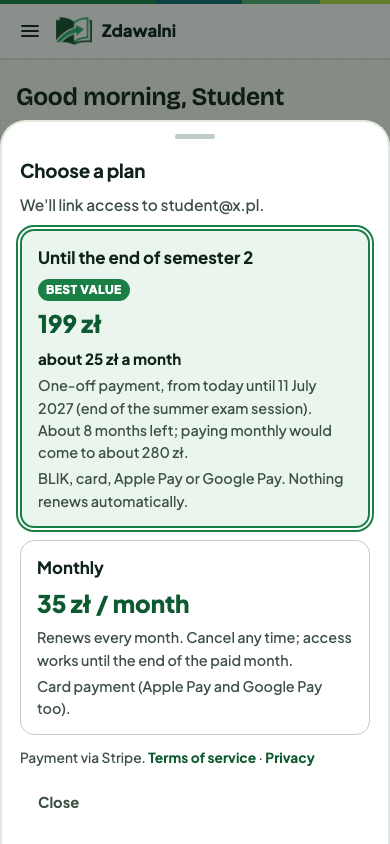 Zdawalni
Good morning, Student
Choose a plan
We'll link access to student@x.pl.
Until the end of semester 2
BEST VALUE
199 zł
about 25 zł a month
One-off payment, from today until 11 July
2027 (end of the summer exam session).
About 8 months left; paying monthly would
come to about 280 zł.
BLIK, card, Apple Pay or Google Pay. Nothing
renews automatically.
Monthly
35 zł / month
Renews every month. Cancel any time; access
works until the end of the paid month.
Card payment (Apple Pay and Google Pay
too).
Payment via Stripe. Terms of service · Privacy
Close